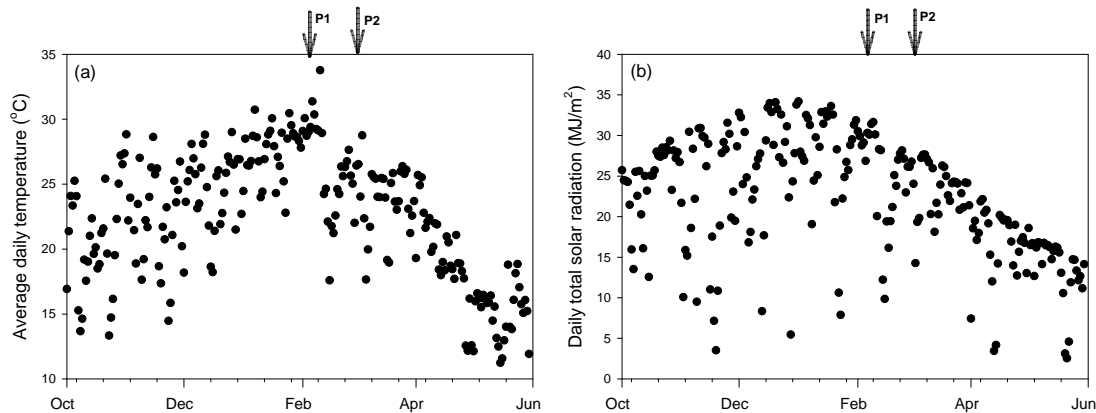 P1 P2
(a)
Average daily temperature (°C)
35
30
25
20
15
10
Oct Dec Feb Apr Jun
P1 P2
(b)
Daily total solar radiation (MJ/m²)
40
35
30
25
20
15
10
5
0
Oct Dec Feb Apr Jun